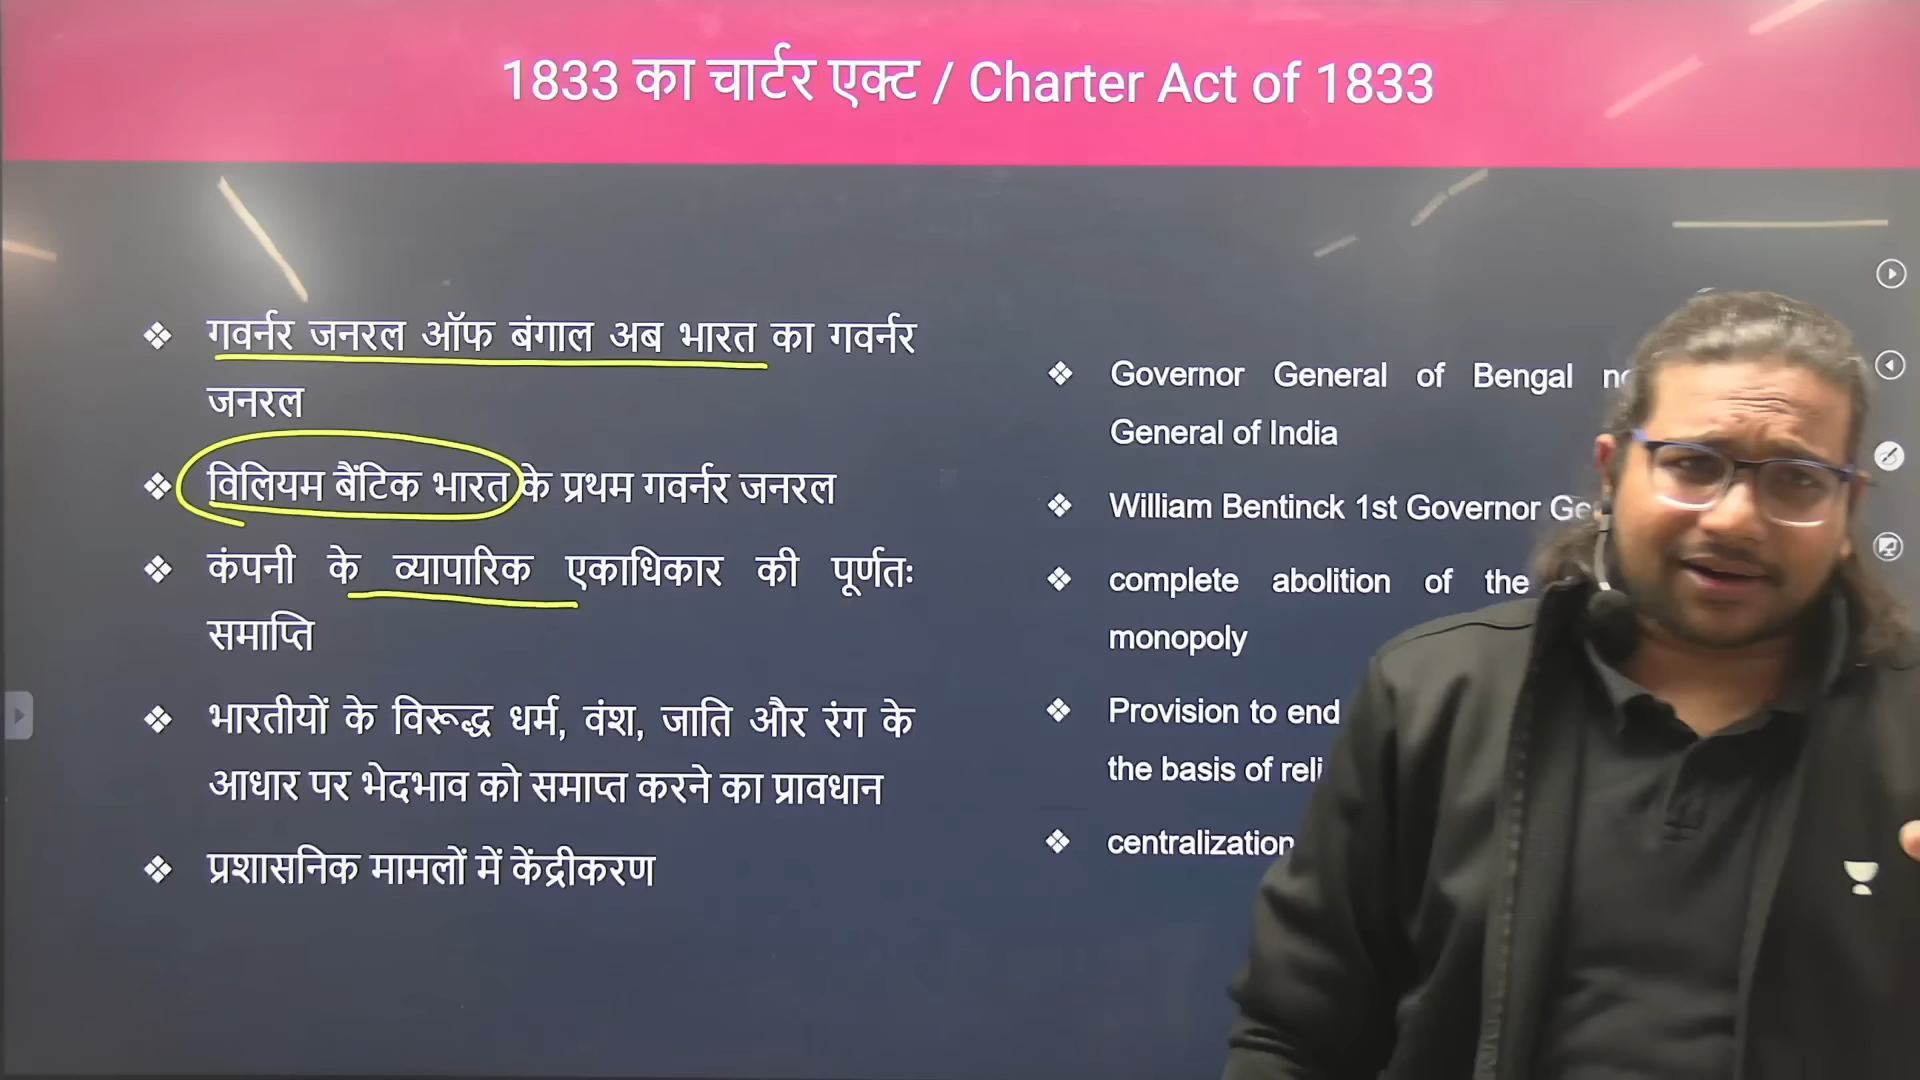 1833 का चार्टर एक्ट / Charter Act of 1833
❖ गवर्नर जनरल ऑफ बंगाल अब भारत का गवर्नर
जनरल
❖ विलियम बैंटिक भारत के प्रथम गवर्नर जनरल
❖ कंपनी के व्यापारिक एकाधिकार की पूर्णतः
समाप्ति
❖ भारतीयों के विरूद्ध धर्म, वंश, जाति और रंग के
आधार पर भेदभाव को समाप्त करने का प्रावधान
❖ प्रशासनिक मामलों में केंद्रीकरण
❖ Governor General of Bengal
General of India
❖ William Bentinck 1st Governor
❖ complete abolition of the
monopoly
❖ Provision to end
the basis of
❖ centralization